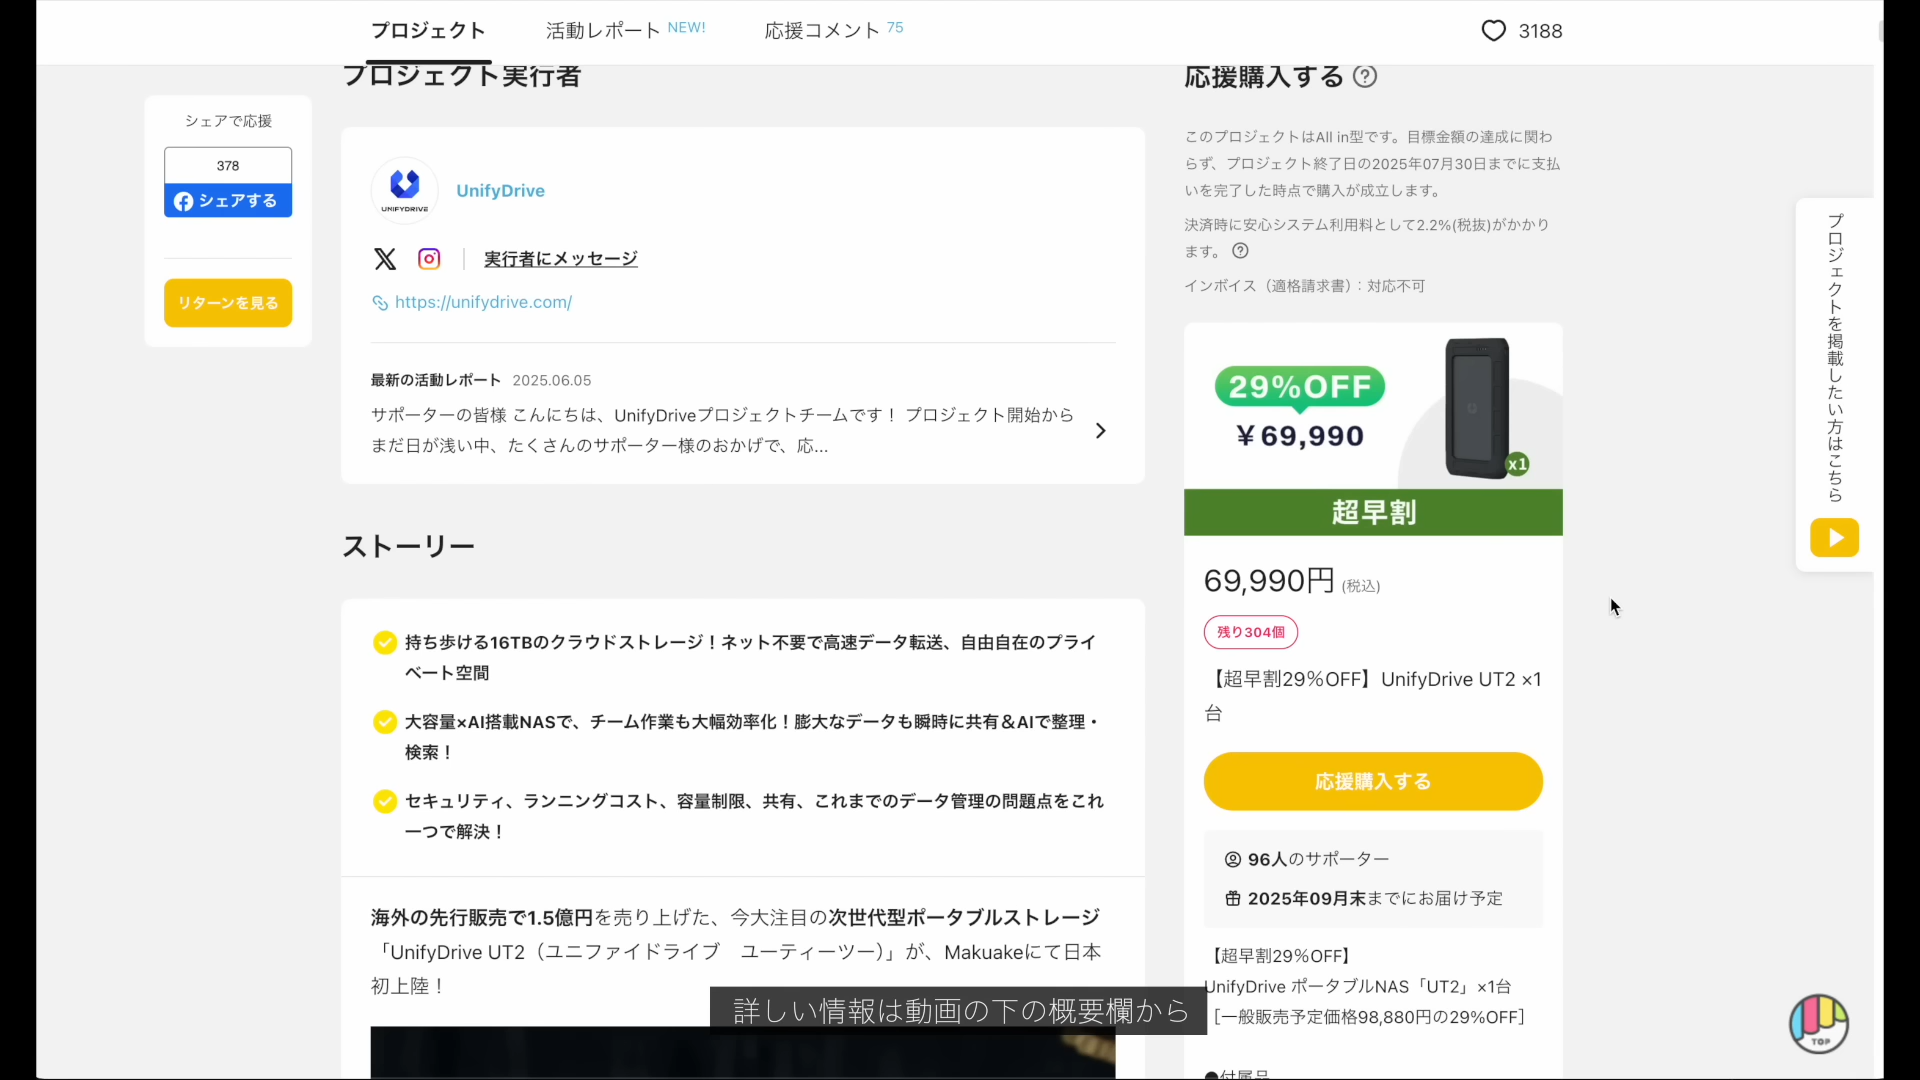 プロジェクト
活動レポート NEW!
応援コメント 75
3188
プロジェクト実行者
応援購入する
シェアで応援
378
シェアする
リターンを見る
UNIFYDRIVE
UnifyDrive
実行者にメッセージ
https://unifydrive.com/
最新の活動レポート 2025.06.05
サポーターの皆様 こんにちは、UnifyDriveプロジェクトチームです！ プロジェクト開始から
まだ日が浅い中、たくさんのサポーター様のおかげで、応...
ストーリー
持ち歩ける16TBのクラウドストレージ！ネット不要で高速データ転送、自由自在のプライ
ベート空間
大容量×AI搭載NASで、チーム作業も大幅効率化！膨大なデータも瞬時に共有＆AIで整理・
検索！
セキュリティ、ランニングコスト、容量制限、共有、これまでのデータ管理の問題点をこれ
一つで解決！
海外の先行販売で1.5億円を売り上げた、今大注目の次世代型ポータブルストレージ
「UnifyDrive UT2（ユニファイドライブ　ユーティーツー）」が、Makuakeにて日本
初上陸！
このプロジェクトはAll in型です。目標金額の達成に関わ
らず、プロジェクト終了日の2025年07月30日までに支払
いを完了した時点で購入が成立します。
決済時に安心システム利用料として2.2%(税抜)がかかり
ます。
インボイス（適格請求書）：対応不可
29%OFF
￥69,990
x1
超早割
69,990円 (税込)
残り304個
【超早割29％OFF】UnifyDrive UT2 ×1
台
応援購入する
96人のサポーター
2025年09月末までにお届け予定
【超早割29％OFF】
UnifyDrive ポータブルNAS「UT2」×1台
［一般販売予定価格98,880円の29%OFF］
●付属品
プロジェクトを掲載したい方はこちら
TOP
詳しい情報は動画の下の概要欄から